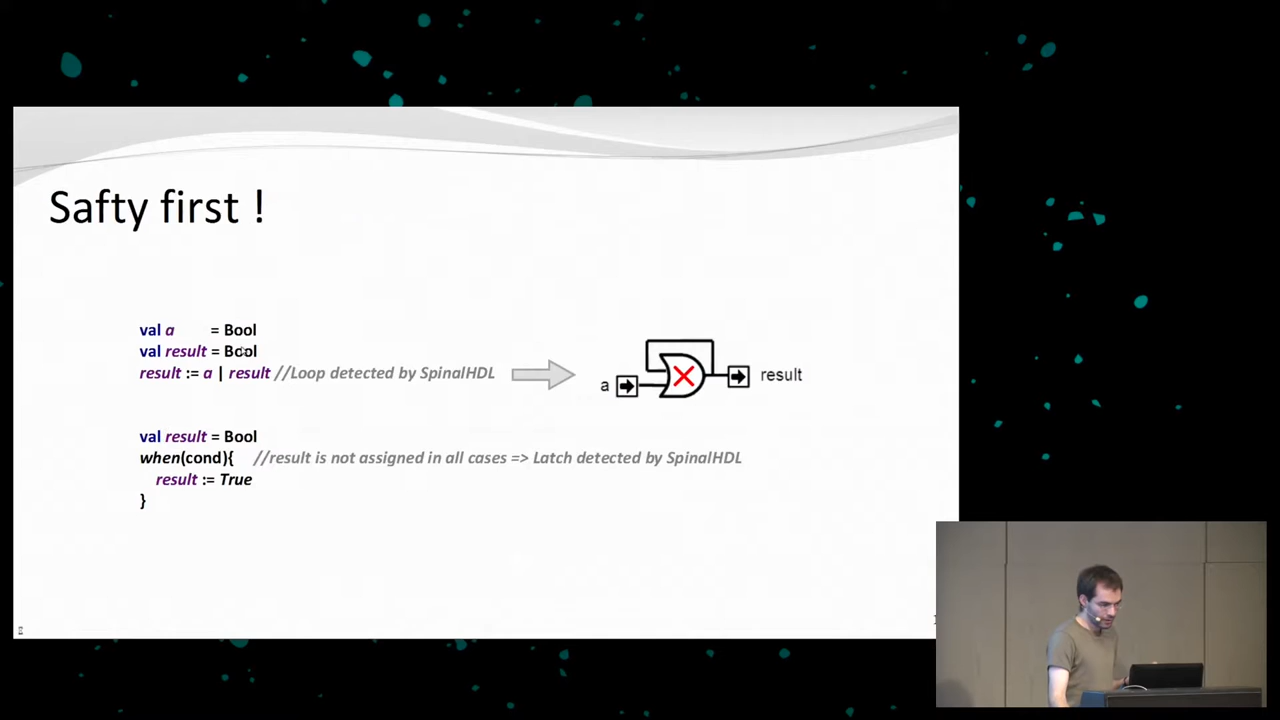 Safty first !
val a = Bool
val result = Bool
result := a | result //Loop detected by SpinalHDL
a
result
val result = Bool
when(cond){ //result is not assigned in all cases => Latch detected by SpinalHDL
result := True
}